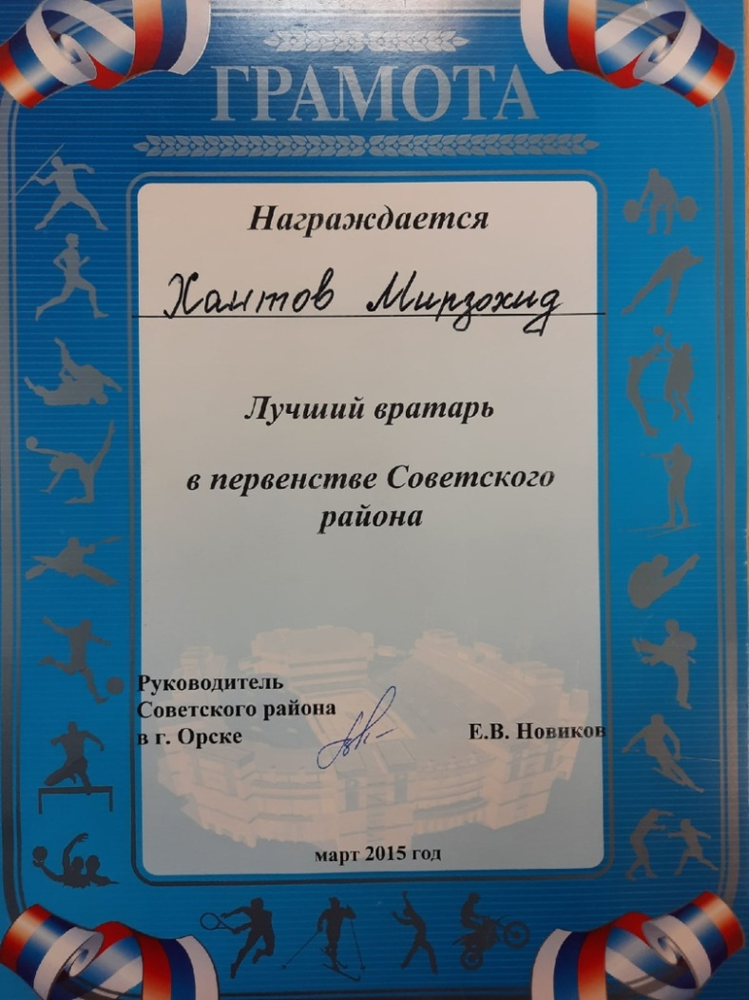 ГРАМОТА
Награждается
Хаитов Мирзохид
Лучший вратарь
в первенстве Советского
района
Руководитель
Советского района
в г. Орске
Е.В. Новиков
март 2015 год